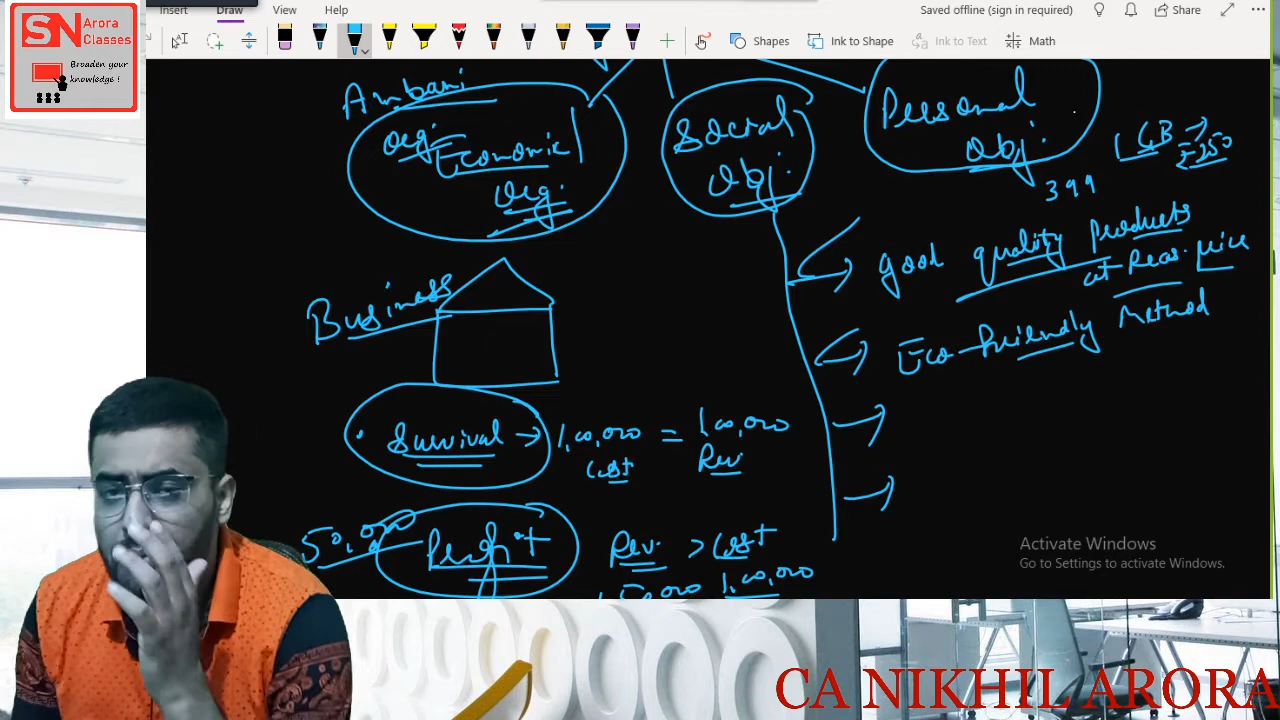 Insert Draw View Help
Saved offline (sign in required) Share
Shapes Ink to Shape Ink to Text Math
SN Arora Classes
Broaden your knowledge !
Ambani
Org. Economic
Obj.
Social
Obj.
Personal
Obj.
1 GB → ₹250
399
good quality Products
at Reas. price
Eco-friendly Method
Business
Survival → 1,00,000 = 1,00,000
Cost Rev.
50,000 Profit Rev. > Cost
1,00,000
Activate Windows
Go to Settings to activate Windows.
CA NIKHIL ARORA